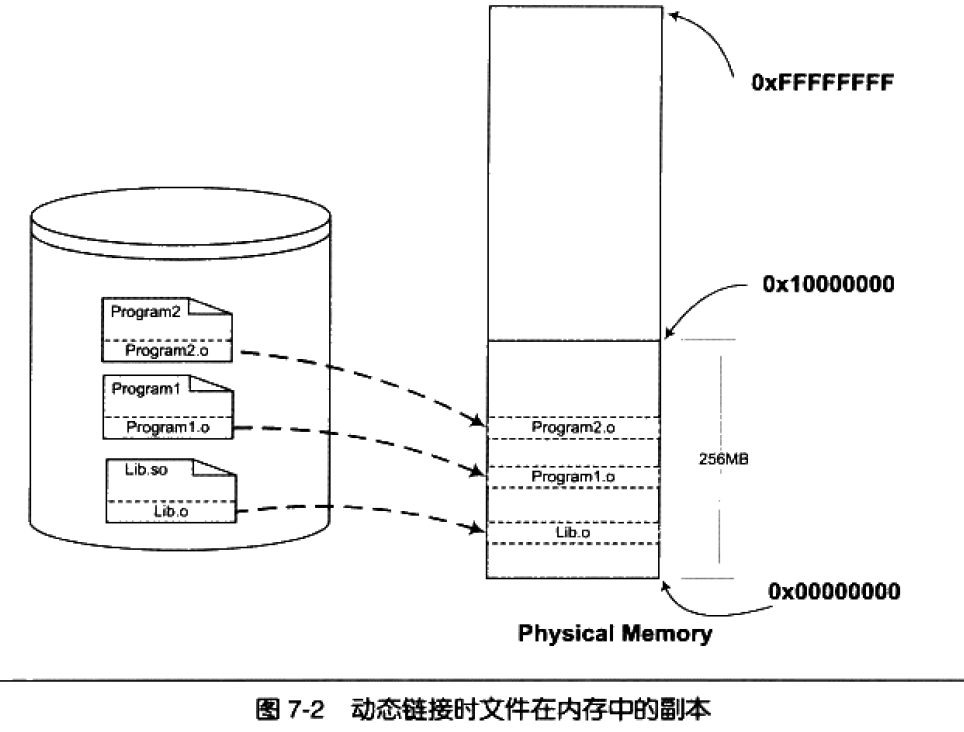 0xFFFFFFFF
0x10000000
Program2
Program2.o
Program1
Program1.o
Lib.so
Lib.o
Program2.o
Program1.o
Lib.o
256MB
0x00000000
Physical Memory
图 7-2 动态链接时文件在内存中的副本